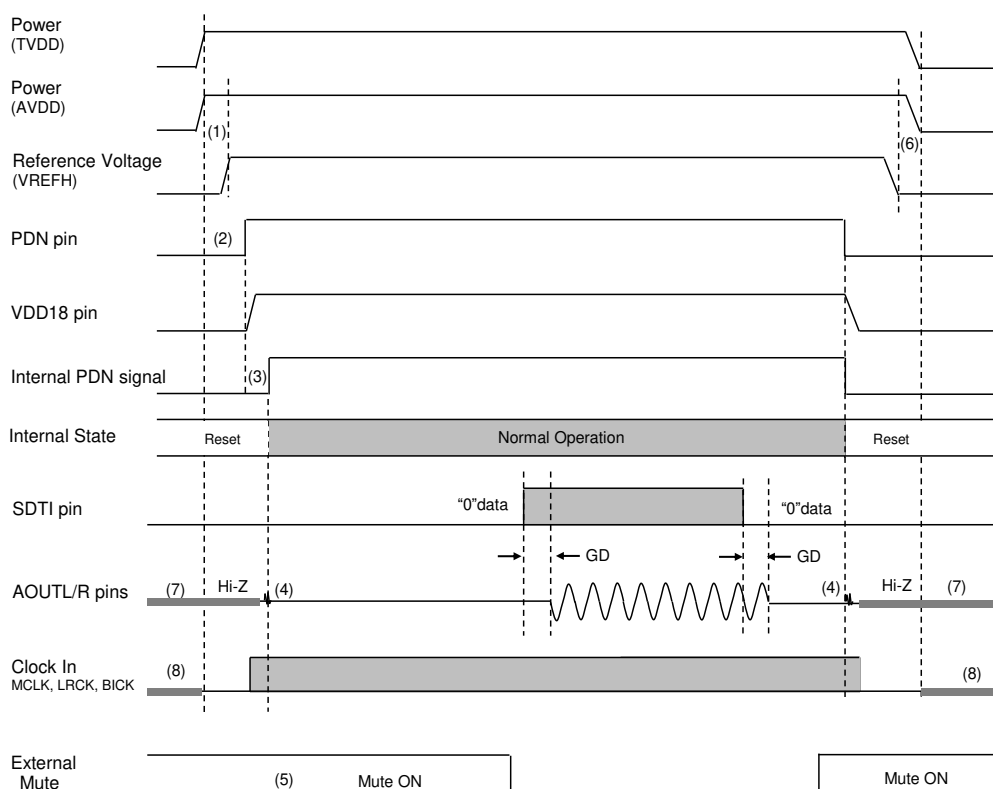 Power
(TVDD)
Power
(AVDD)
(1)
(6)
Reference Voltage
(VREFH)
PDN pin
(2)
VDD18 pin
Internal PDN signal
(3)
Internal State
Reset
Normal Operation
Reset
SDTI pin
“0”data
“0”data
GD
GD
AOUTL/R pins
(7)
Hi-Z
(4)
(4)
Hi-Z
(7)
Clock In
MCLK, LRCK, BICK
(8)
(8)
External
Mute
(5)
Mute ON
Mute ON